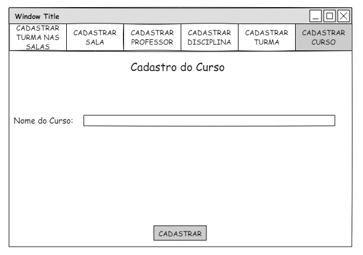 Window Title
CADASTRAR
TURMA NAS
SALAS
CADASTRAR
SALA
CADASTRAR
PROFESSOR
CADASTRAR
DISCIPLINA
CADASTRAR
TURMA
CADASTRAR
CURSO
Cadastro do Curso
Nome do Curso:
CADASTRAR